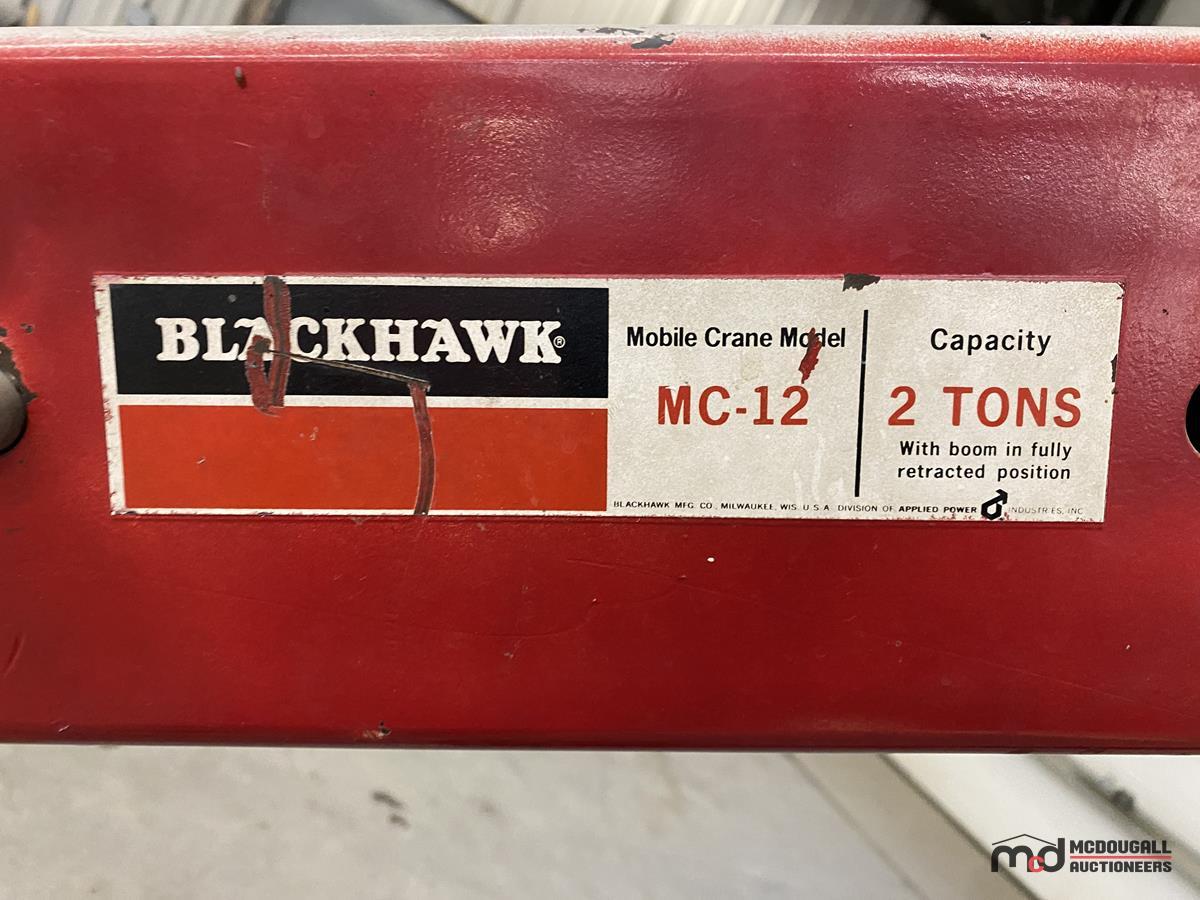 BLACKHAWK®
Mobile Crane Model
MC-12
Capacity
2 TONS
With boom in fully
retracted position
BLACKHAWK MFG. CO., MILWAUKEE, WIS. U.S.A. DIVISION OF APPLIED POWER INDUSTRIES, INC.
mcd MCDOUGALL
AUCTIONEERS